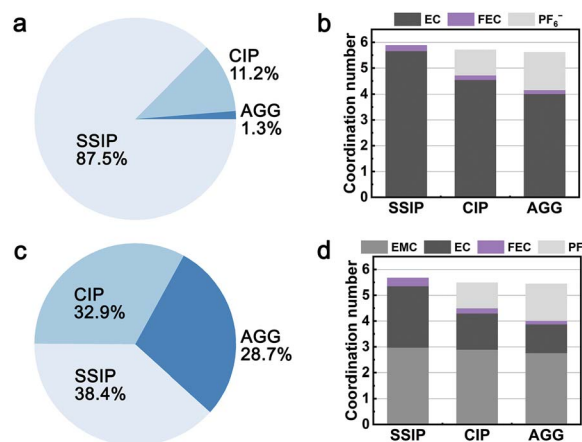 a
CIP
11.2%
AGG
1.3%
SSIP
87.5%
b
EC FEC PF₆⁻
Coordination number
6
5
4
3
2
1
0
SSIP CIP AGG
c
CIP
32.9%
AGG
28.7%
SSIP
38.4%
d
EMC EC FEC PF
Coordination number
6
5
4
3
2
1
0
SSIP CIP AGG